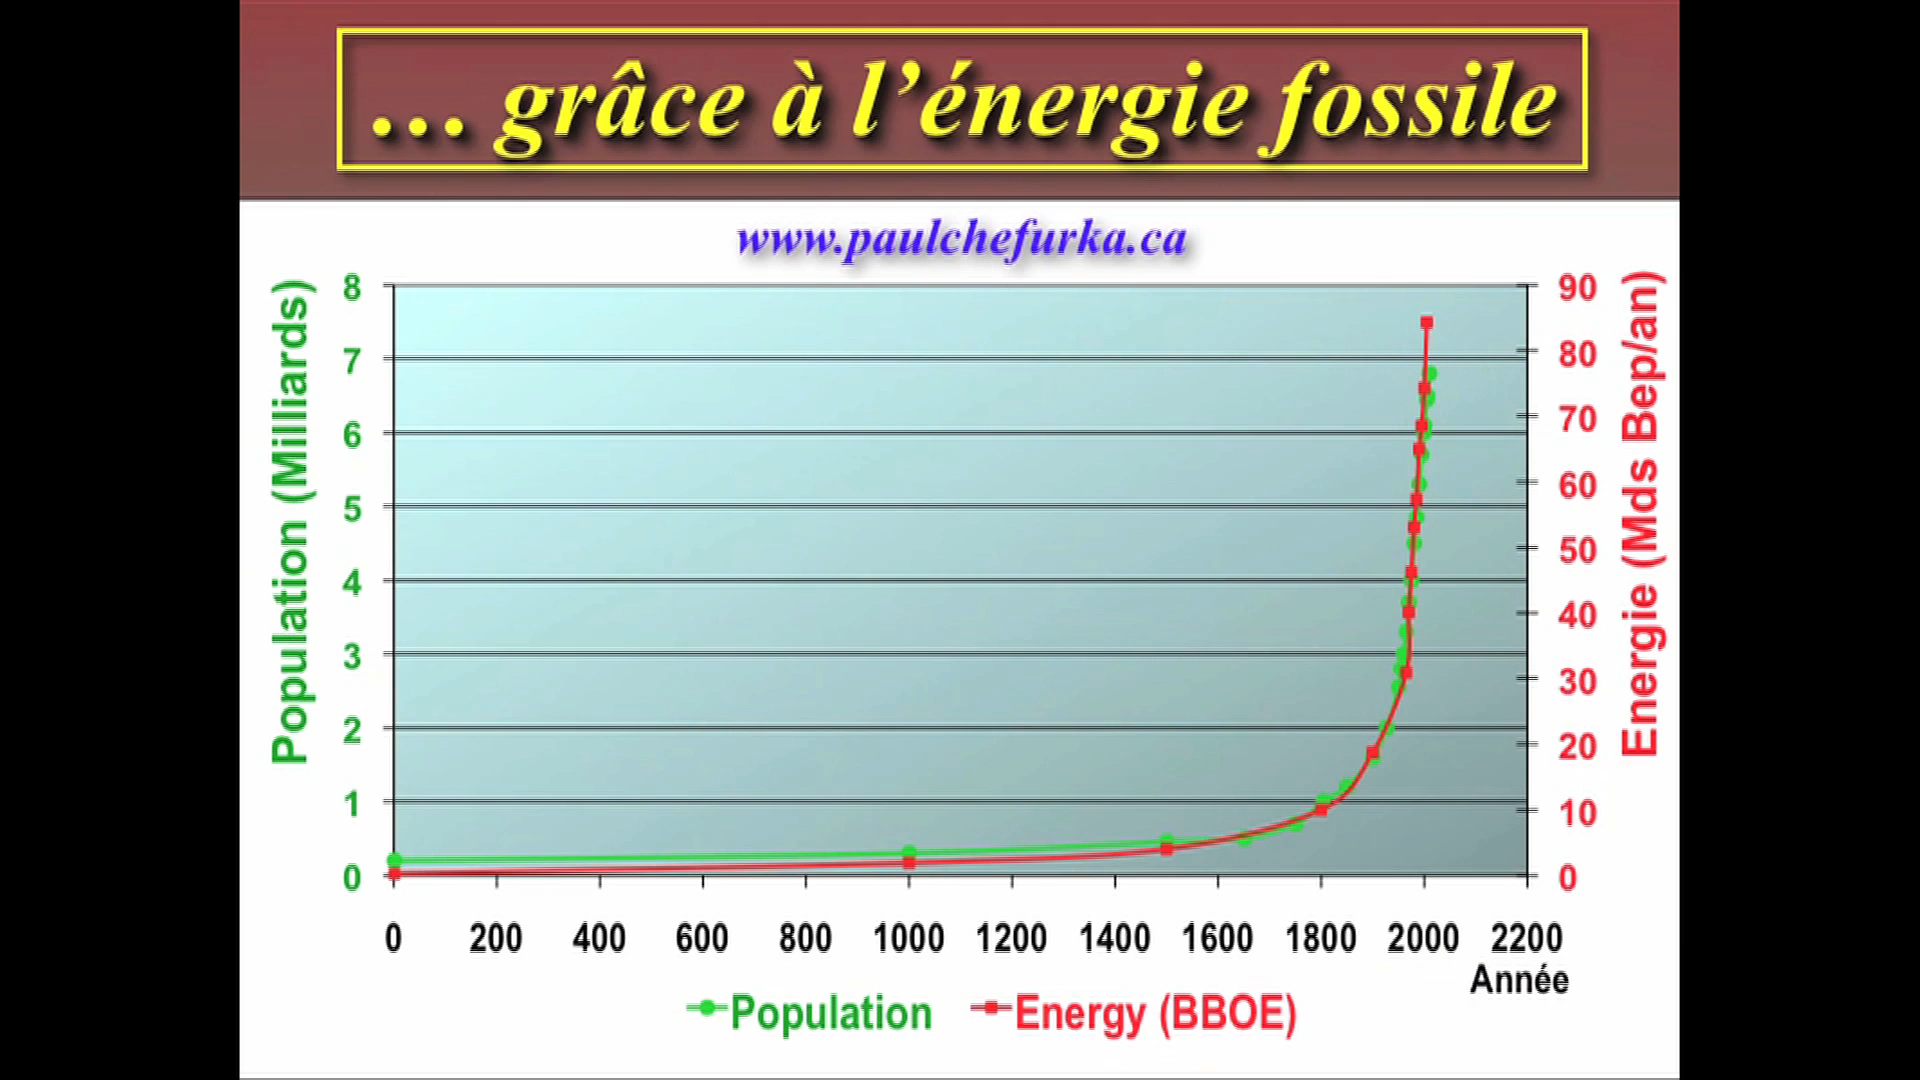 … grâce à l’énergie fossile
www.paulchefurka.ca
Population (Milliards)
8
7
6
5
4
3
2
1
0
90
80
70
60
50
40
30
20
10
0
Energie (Mds Bep/an)
0 200 400 600 800 1000 1200 1400 1600 1800 2000 2200
Année
Population Energy (BBOE)